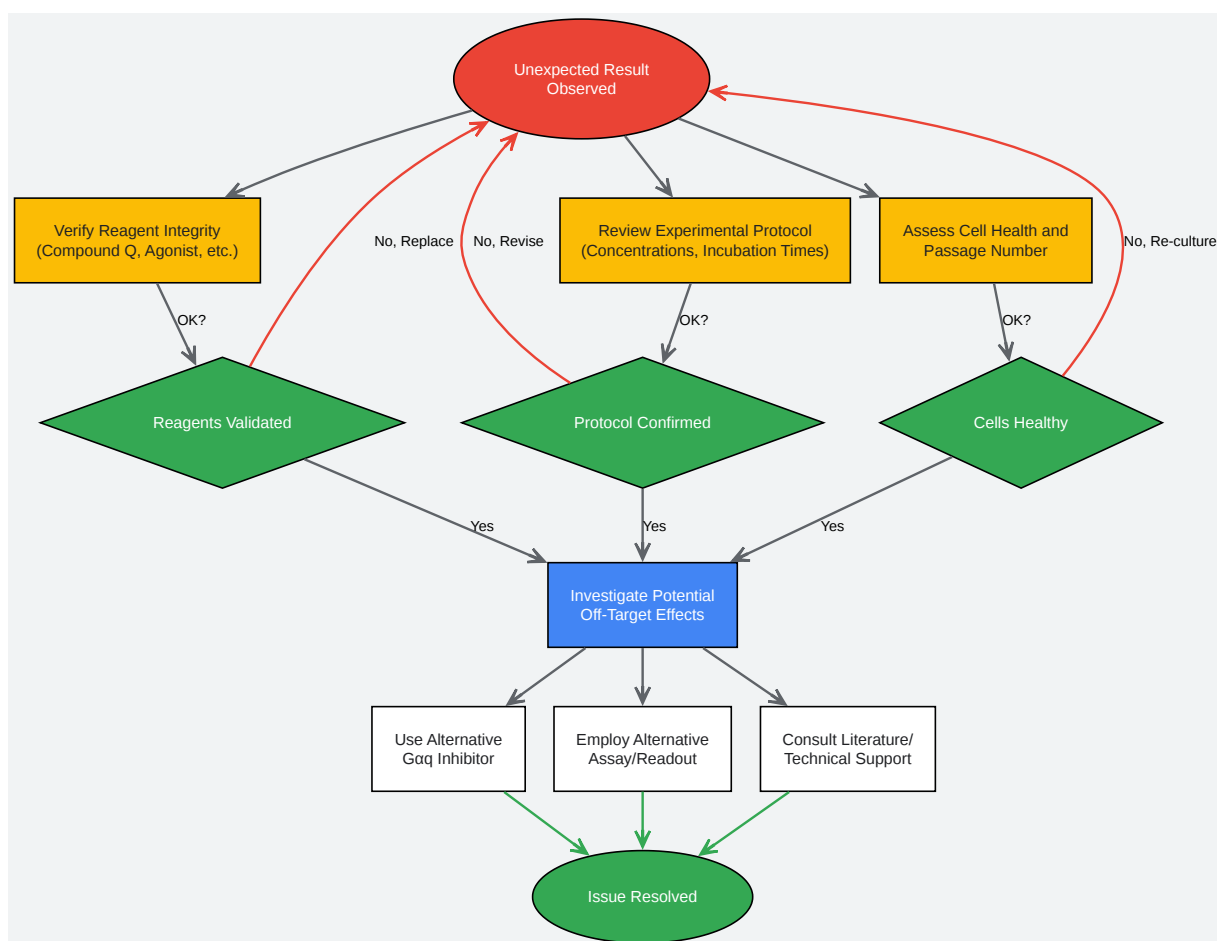 Unexpected Result
Observed
Verify Reagent Integrity
(Compound Q, Agonist, etc.)
No, Replace
No, Revise
Review Experimental Protocol
(Concentrations, Incubation Times)
Assess Cell Health and
Passage Number
No, Re-culture
OK?
OK?
OK?
Reagents Validated
Protocol Confirmed
Cells Healthy
Yes
Yes
Yes
Investigate Potential
Off-Target Effects
Use Alternative
Gαq Inhibitor
Employ Alternative
Assay/Readout
Consult Literature/
Technical Support
Issue Resolved